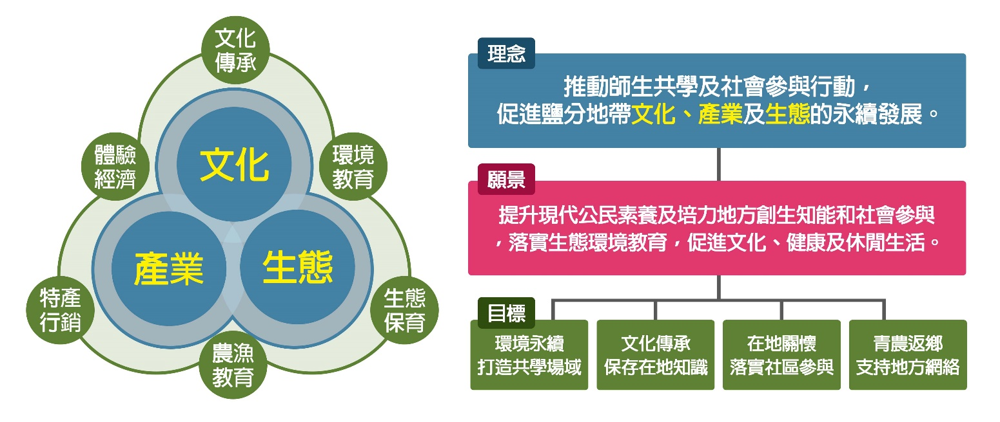 文化
傳承
體驗
經濟
環境
教育
文化
產業
生態
特產
行銷
生態
保育
農漁
教育
理念
推動師生共學及社會參與行動，
促進鹽分地帶文化、產業及生態的永續發展。
願景
提升現代公民素養及培力地方創生知能和社會參與
，落實生態環境教育，促進文化、健康及休閒生活。
目標
環境永續
打造共學場域
文化傳承
保存在地知識
在地關懷
落實社區參與
青農返鄉
支持地方網絡